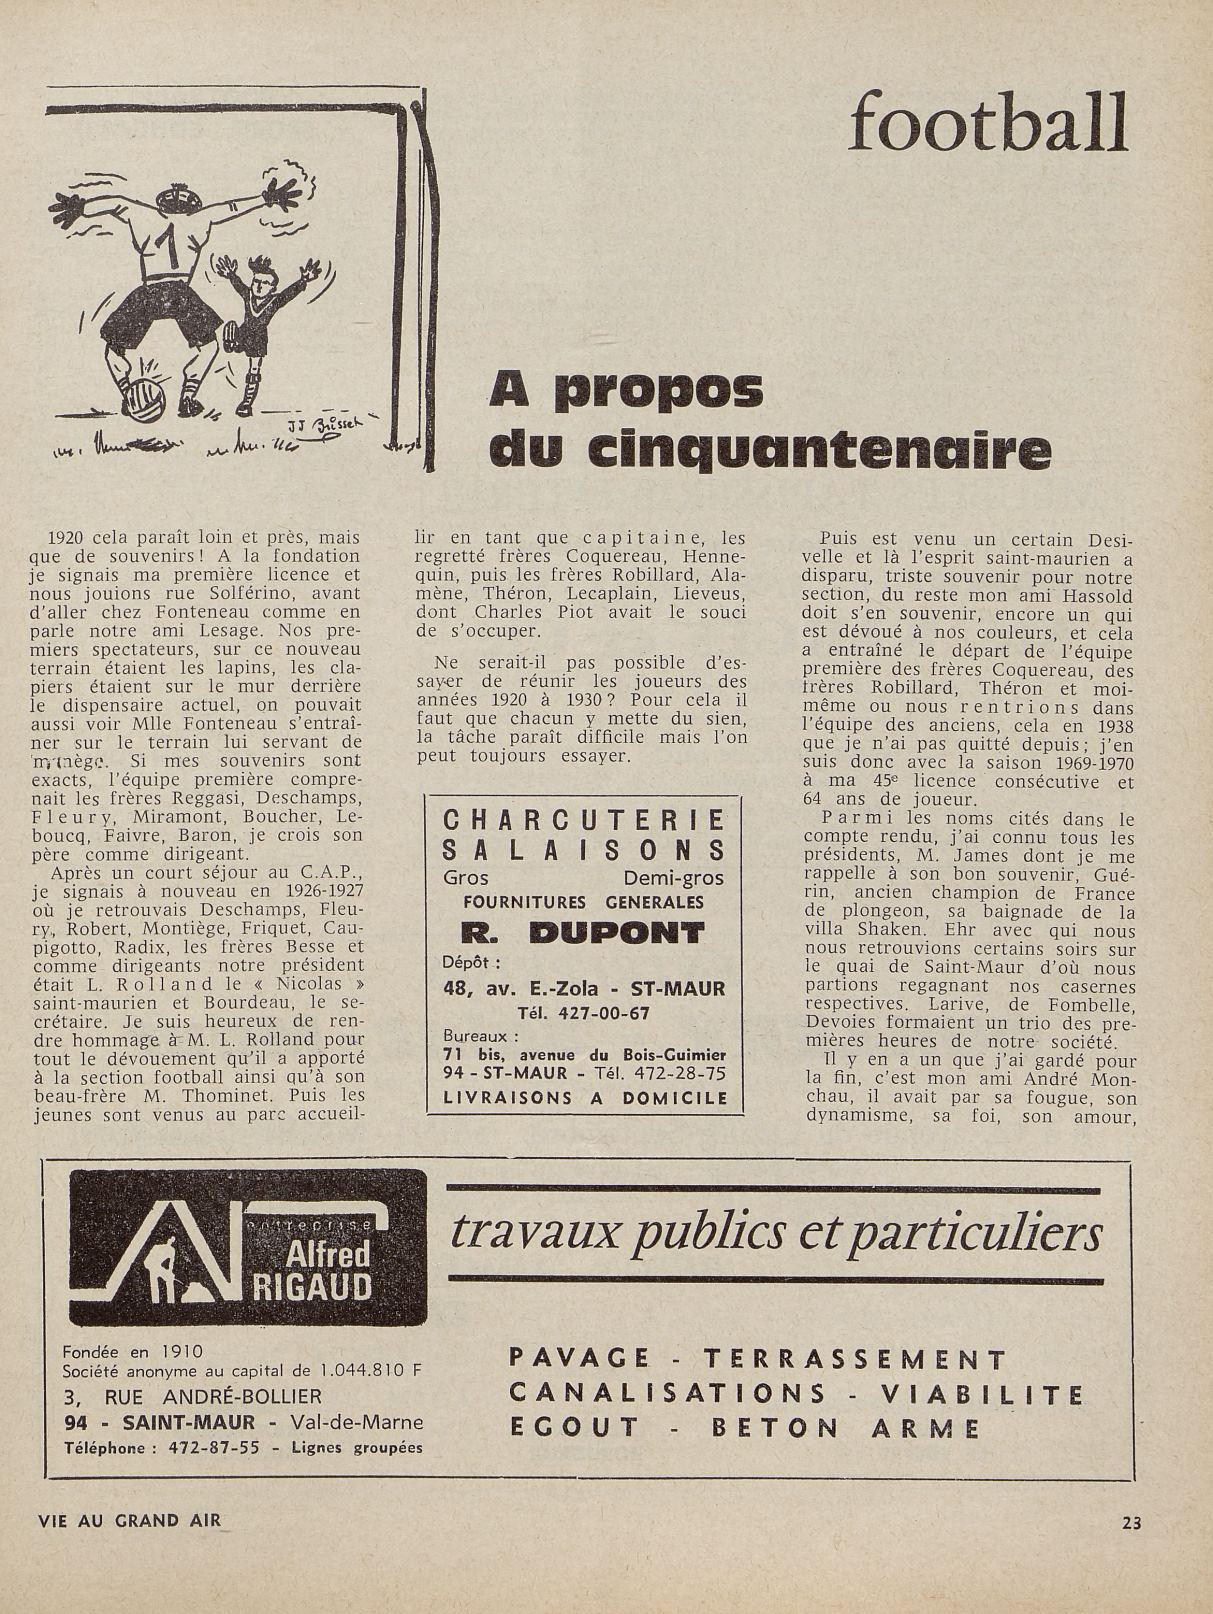 football
1
JJ Brisset
A propos
du cinquantenaire
1920 cela paraît loin et près, mais
que de souvenirs! A la fondation
je signais ma première licence et
nous jouions rue Solférino, avant
d'aller chez Fonteneau comme en
parle notre ami Lesage. Nos pre-
miers spectateurs, sur ce nouveau
terrain étaient les lapins, les cla-
piers étaient sur le mur derrière
le dispensaire actuel, on pouvait
aussi voir Mlle Fonteneau s'entraî-
ner sur le terrain lui servant de
manège. Si mes souvenirs sont
exacts, l'équipe première compre-
nait les frères Reggasi, Deschamps,
Fleury, Miramont, Boucher, Le-
boucq, Faivre, Baron, je crois son
père comme dirigeant.
Après un court séjour au C.A.P.,
je signais à nouveau en 1926-1927
où je retrouvais Deschamps, Fleu-
ry, Robert, Montiège, Friquet, Cau-
pigotto, Radix, les frères Besse et
comme dirigeants notre président
était L. Rolland le « Nicolas »
saint-maurien et Bourdeau, le se-
crétaire. Je suis heureux de ren-
dre hommage à M. L. Rolland pour
tout le dévouement qu'il a apporté
à la section football ainsi qu'à son
beau-frère M. Thominet. Puis les
jeunes sont venus au parc accueil-
lir en tant que capitaine, les
regretté frères Coquereau, Henne-
quin, puis les frères Robillard, Ala-
mène, Théron, Lecaplain, Lieveus,
dont Charles Piot avait le souci
de s'occuper.
Ne serait-il pas possible d'es-
sayer de réunir les joueurs des
années 1920 à 1930? Pour cela il
faut que chacun y mette du sien,
la tâche paraît difficile mais l'on
peut toujours essayer.
CHARCUTERIE
SALAISONS
Gros Demi-gros
FOURNITURES GENERALES
R. DUPONT
Dépôt :
48, av. E.-Zola - ST-MAUR
Tél. 427-00-67
Bureaux :
71 bis, avenue du Bois-Guimier
94 - ST-MAUR - Tél. 472-28-75
LIVRAISONS A DOMICILE
Puis est venu un certain Desi-
velle et là l'esprit saint-maurien a
disparu, triste souvenir pour notre
section, du reste mon ami Hassold
doit s'en souvenir, encore un qui
est dévoué à nos couleurs, et cela
a entraîné le départ de l'équipe
première des frères Coquereau, des
frères Robillard, Théron et moi-
même ou nous rentrions dans
l'équipe des anciens, cela en 1938
que je n'ai pas quitté depuis; j'en
suis donc avec la saison 1969-1970
à ma 45e licence consécutive et
64 ans de joueur.
Parmi les noms cités dans le
compte rendu, j'ai connu tous les
présidents, M. James dont je me
rappelle à son bon souvenir, Gué-
rin, ancien champion de France
de plongeon, sa baignade de la
villa Shaken. Ehr avec qui nous
nous retrouvions certains soirs sur
le quai de Saint-Maur d'où nous
partions regagnant nos casernes
respectives. Larive, de Fombelle,
Devoies formaient un trio des pre-
mières heures de notre société.
Il y en a un que j'ai gardé pour
la fin, c'est mon ami André Mon-
chau, il avait par sa fougue, son
dynamisme, sa foi, son amour,
entreprise
Alfred
RIGAUD
travaux publics et particuliers
Fondée en 1910
Société anonyme au capital de 1.044.810 F
3, RUE ANDRÉ-BOLLIER
94 - SAINT-MAUR - Val-de-Marne
Téléphone : 472-87-55 - Lignes groupées
PAVAGE - TERRASSEMENT
CANALISATIONS - VIABILITE
EGOUT - BETON ARME
VIE AU GRAND AIR
23